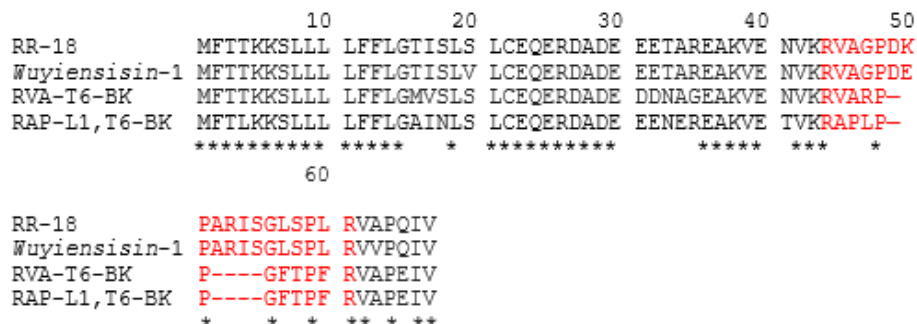 10 20 30 40 50
RR-18 MFTTKKSLLL LFFLGTISLS LCEQERDADE EETAREAKVE NVKRVAGPDK
Wuyiensisin-1 MFTTKKSLLL LFFLGTISLV LCEQERDADE EETAREAKVE NVKRVAGPDE
RVA-T6-BK MFTTKKSLLL LFFLGMVSLS LCEQERDADE DDNAGEAKVE NVKRVARP-
RAP-L1,T6-BK MFTLKKSLLL LFFLGAINLS LCEQERDADE EENEREAKVE TVKRAPLP-
********** ***** * ********** ***** *** *
60
RR-18 PARISGLSPL RVAPQIV
Wuyiensisin-1 PARISGLSPL RVVPQIV
RVA-T6-BK P----GFTPF RVAPEIV
RAP-L1,T6-BK P----GFTPF RVAPEIV
* * * ** * **